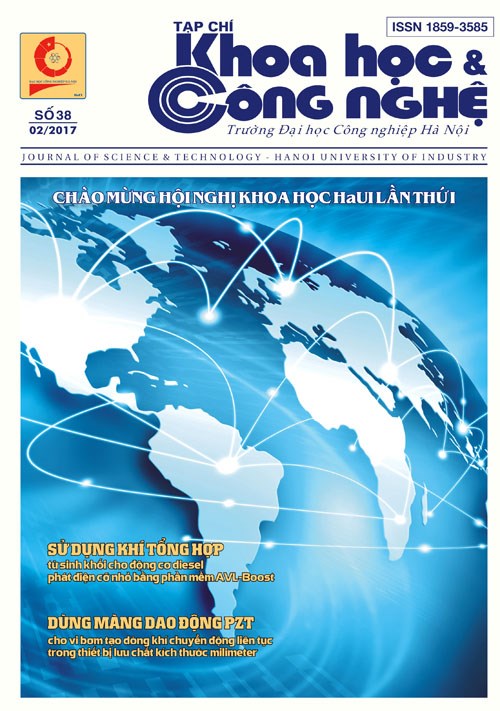 TẠP CHÍ
ISSN 1859-3585
Khoa học &
CÔNG NGHỆ
Trường Đại học Công nghiệp Hà Nội
SỐ 38
02/2017
JOURNAL OF SCIENCE & TECHNOLOGY - HANOI UNIVERSITY OF INDUSTRY
CHÀO MỪNG HỘI NGHỊ KHOA HỌC HaUI LẦN THỨ I
SỬ DỤNG KHÍ TỔNG HỢP
từ sinh khối cho động cơ diesel
phát điện cỡ nhỏ bằng phần mềm AVL-Boost
DÙNG MÀNG DAO ĐỘNG PZT
cho vi bơm tạo dòng khí chuyển động liên tục
trong thiết bị lưu chất kích thước milimeter